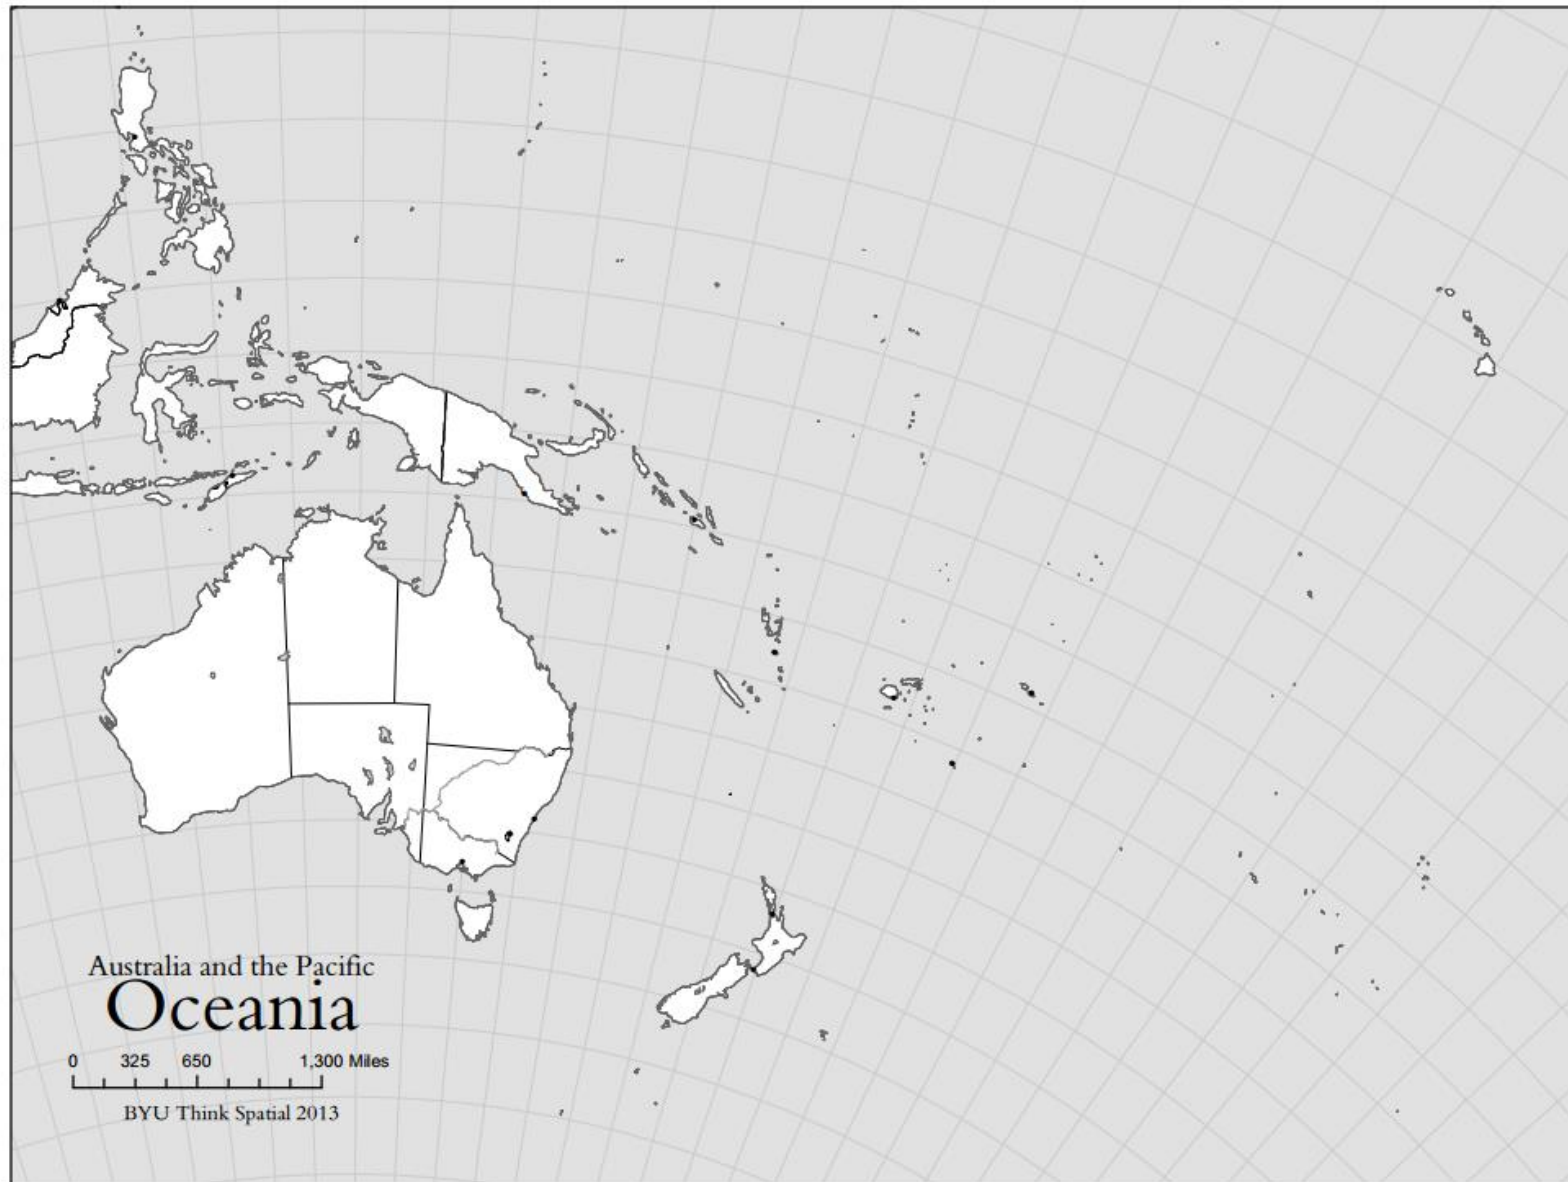 Australia and the Pacific
Oceania
0 325 650 1,300 Miles
BYU Think Spatial 2013